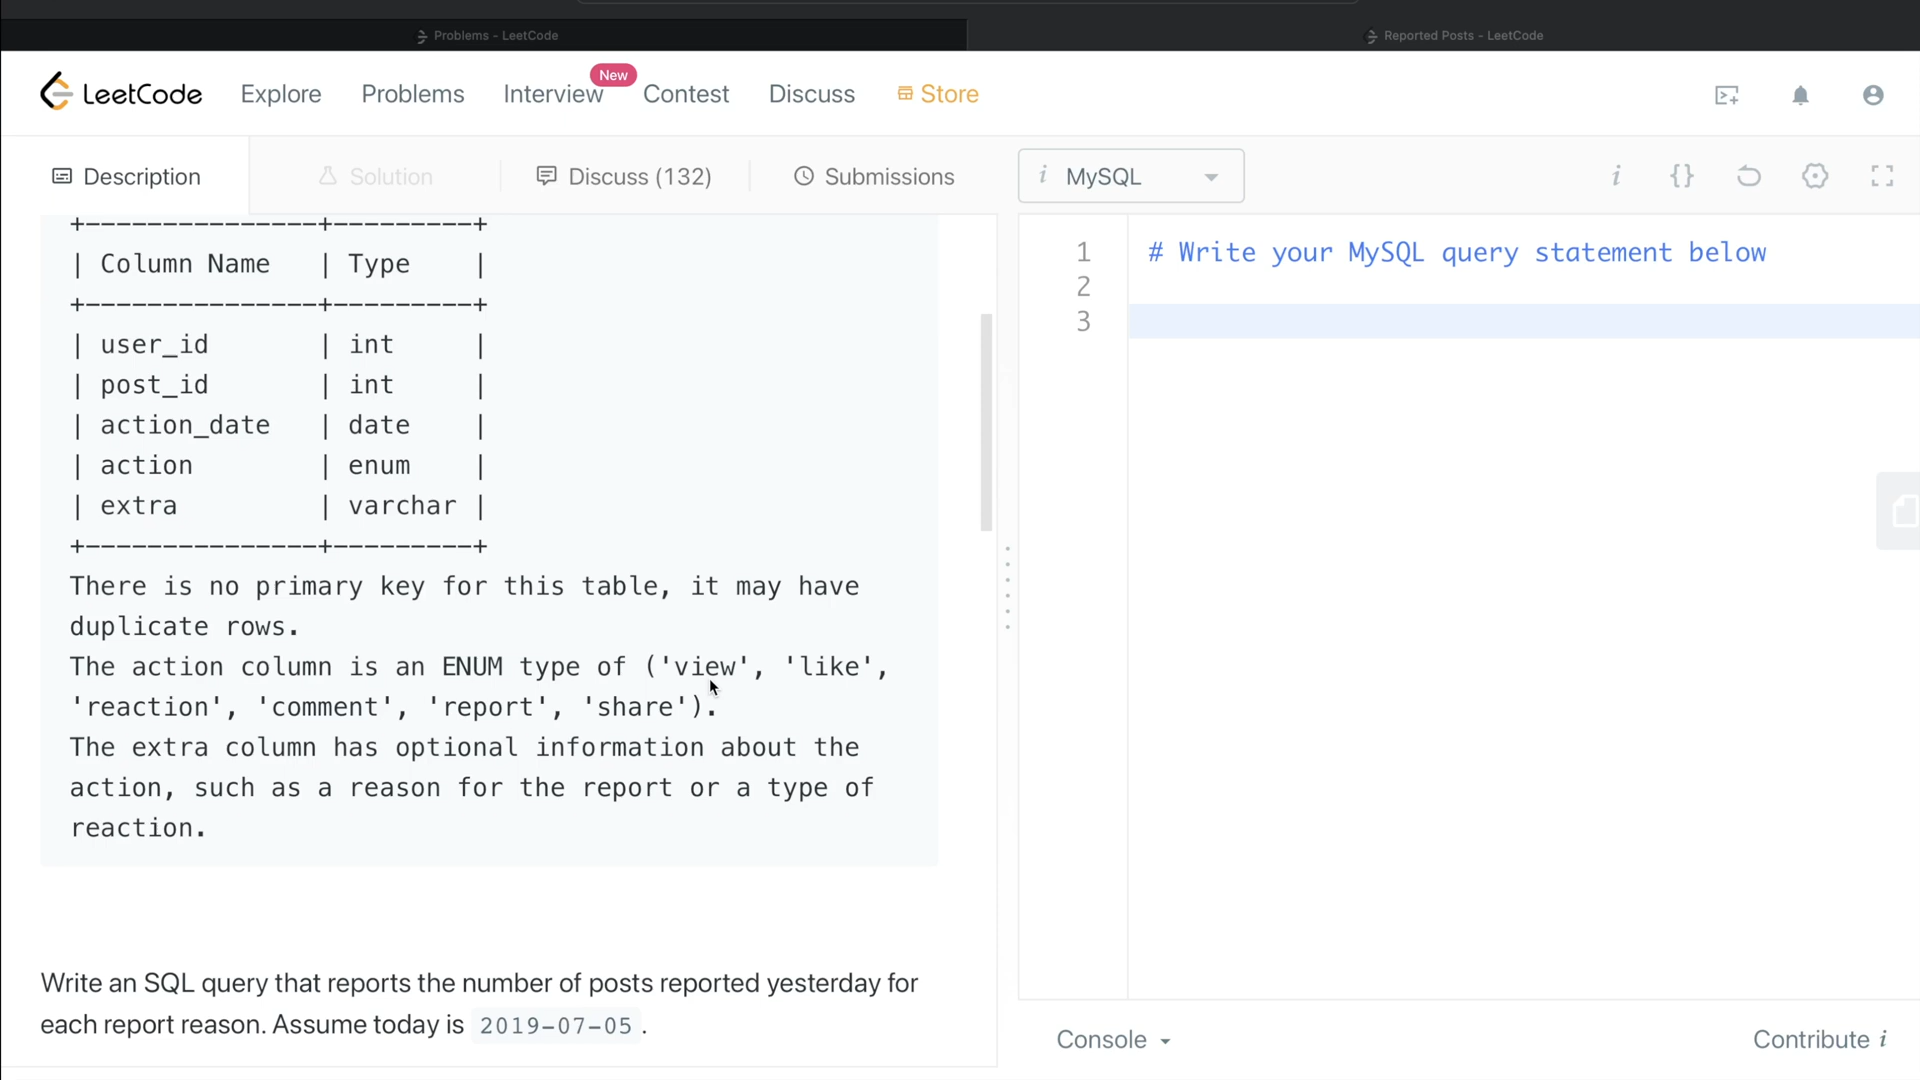 Problems - LeetCode
Reported Posts - LeetCode
LeetCode
Explore
Problems
Interview
New
Contest
Discuss
Store
Description
Solution
Discuss (132)
Submissions
i MySQL
i {}
+---------------+---------+
| Column Name   | Type    |
+---------------+---------+
| user_id       | int     |
| post_id       | int     |
| action_date   | date    |
| action        | enum    |
| extra         | varchar |
+---------------+---------+
There is no primary key for this table, it may have
duplicate rows.
The action column is an ENUM type of ('view', 'like',
'reaction', 'comment', 'report', 'share').
The extra column has optional information about the
action, such as a reason for the report or a type of
reaction.
Write an SQL query that reports the number of posts reported yesterday for
each report reason. Assume today is 2019-07-05 .
1 # Write your MySQL query statement below
2
3
Console
Contribute i